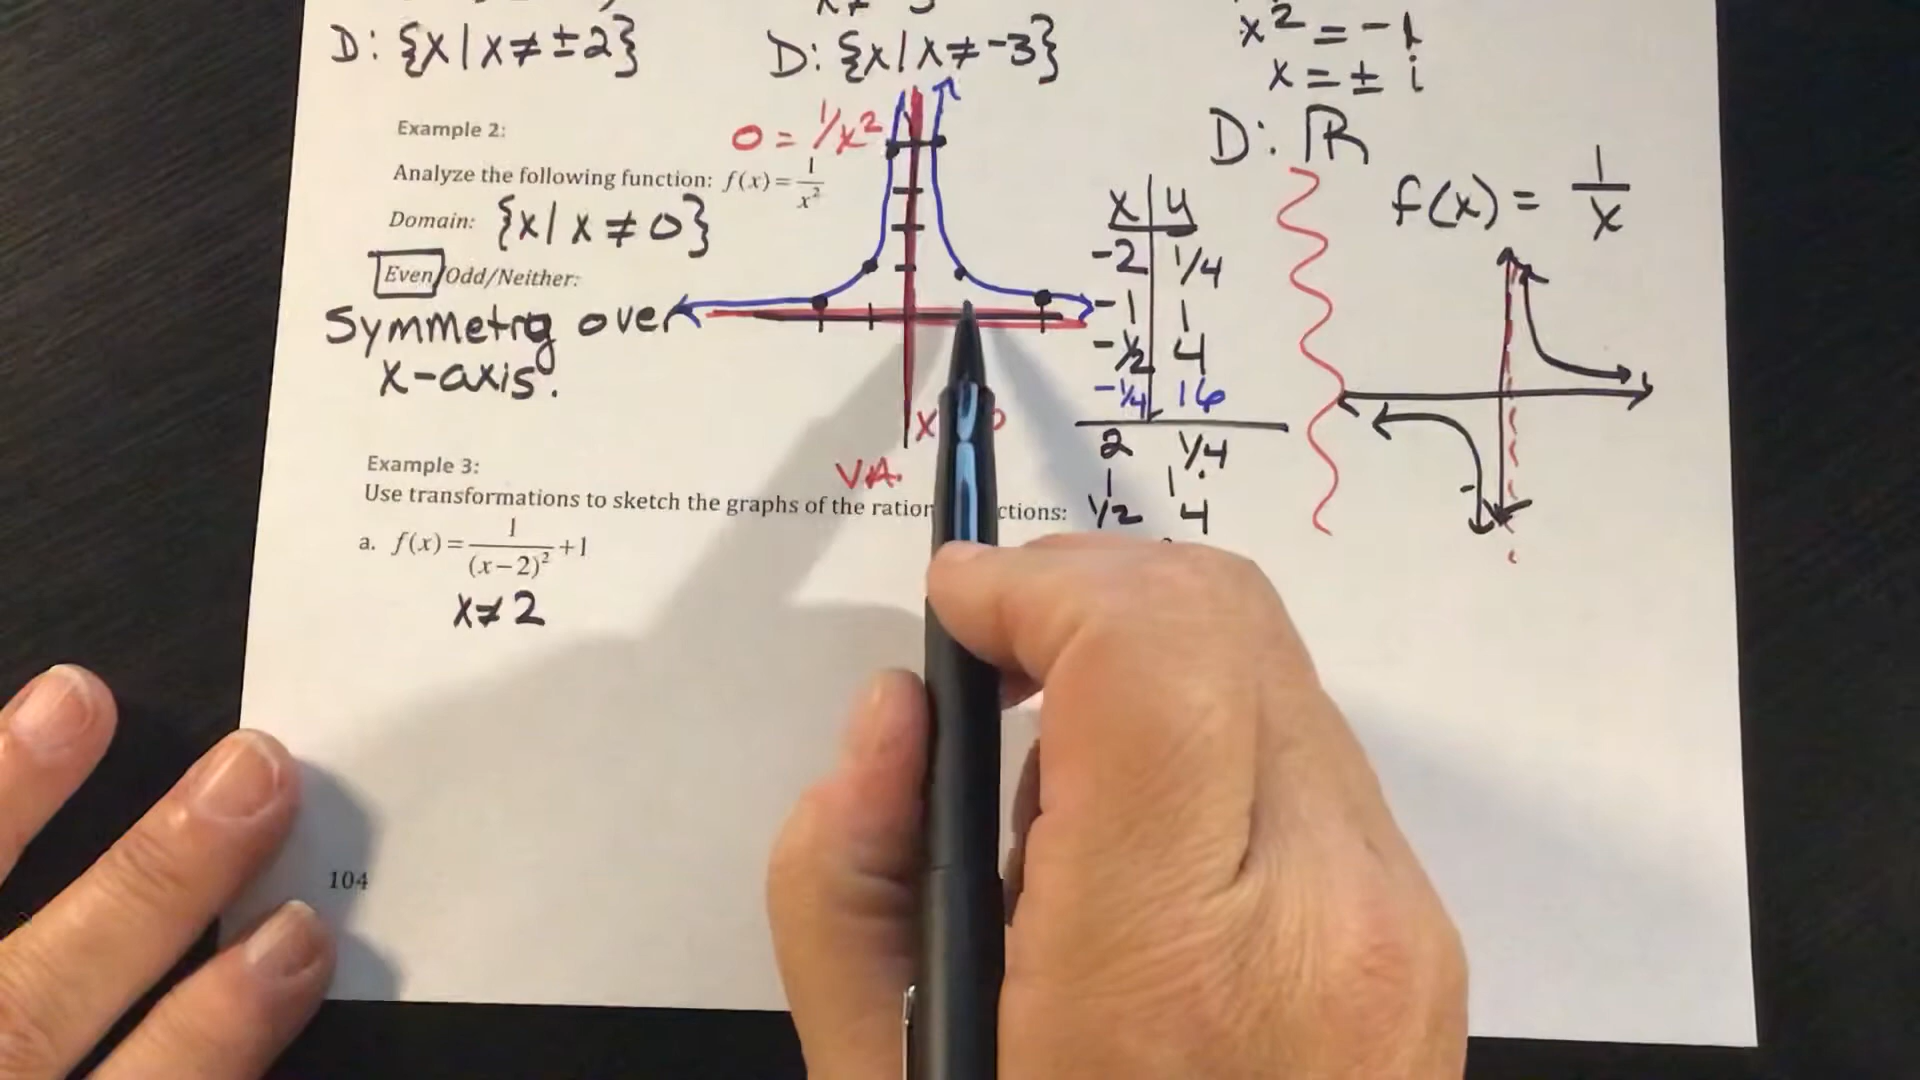 D: {x | x ≠ ±2}
D: {x | x ≠ -3}
x² = -1
x = ± i
D: ℝ
Example 2:
0 = 1/x²
Analyze the following function: f(x) = 1/x²
Domain: {x | x ≠ 0}
Even/Odd/Neither:
Symmetry over
x-axis.
x | y
-2 1/4
-1 1
-1/2 4
-1/4 16
2 1/4
1 1
1/2 4
f(x) = 1/x
V.A.
Example 3:
Use transformations to sketch the graphs of the
a. f(x) = 1/(x-2)² +1
x ≠ 2
104